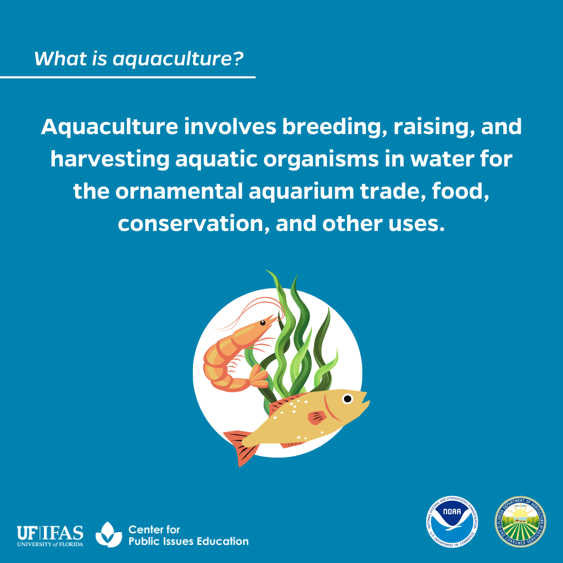 What is aquaculture?
Aquaculture involves breeding, raising, and
harvesting aquatic organisms in water for
the ornamental aquarium trade, food,
conservation, and other uses.
UF|IFAS
UNIVERSITY of FLORIDA
Center for
Public Issues Education
NOAA